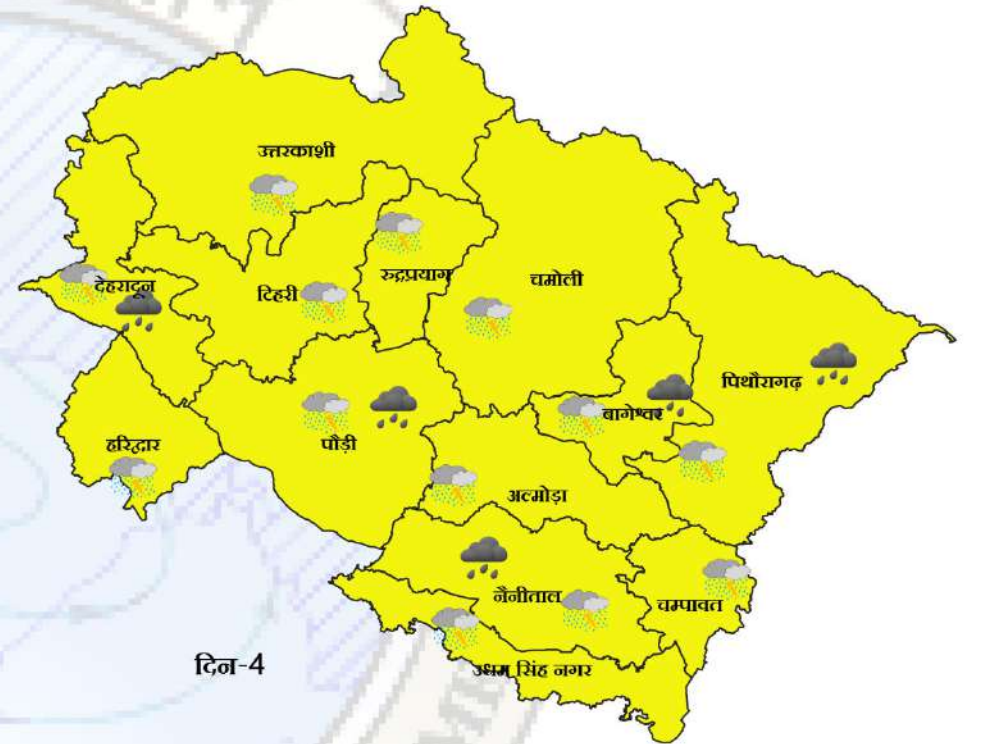 उत्तरकाशी
रुद्रप्रयाग
चमोली
देहरादून
टिहरी
पिथौरागढ़
बागेश्वर
हरिद्वार
पौड़ी
अल्मोड़ा
नैनीताल
चम्पावत
दिन-4
उधम सिंह नगर